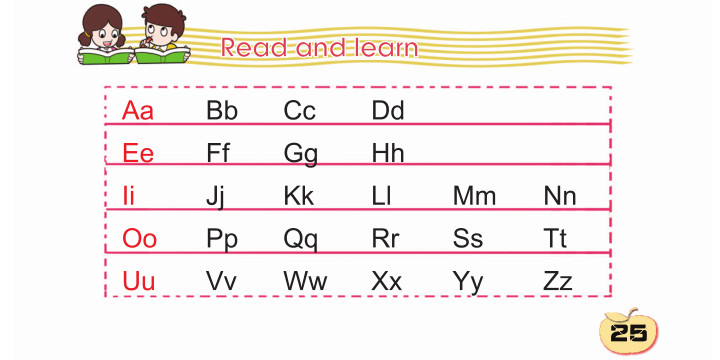 Read and learn
Aa Bb Cc Dd
Ee Ff Gg Hh
Ii Jj Kk Ll Mm Nn
Oo Pp Qq Rr Ss Tt
Uu Vv Ww Xx Yy Zz
25